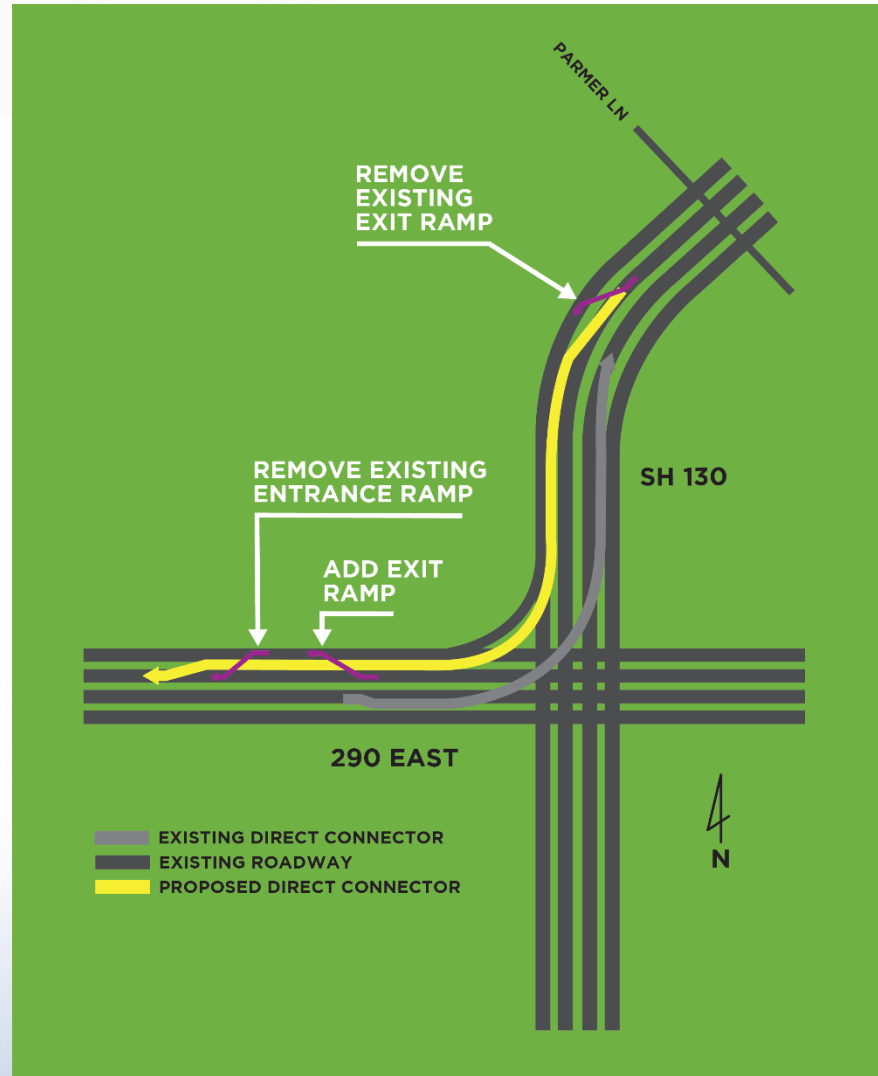 PARMER LN
REMOVE
EXISTING
EXIT RAMP
SH 130
REMOVE EXISTING
ENTRANCE RAMP
ADD EXIT
RAMP
290 EAST
N
EXISTING DIRECT CONNECTOR
EXISTING ROADWAY
PROPOSED DIRECT CONNECTOR